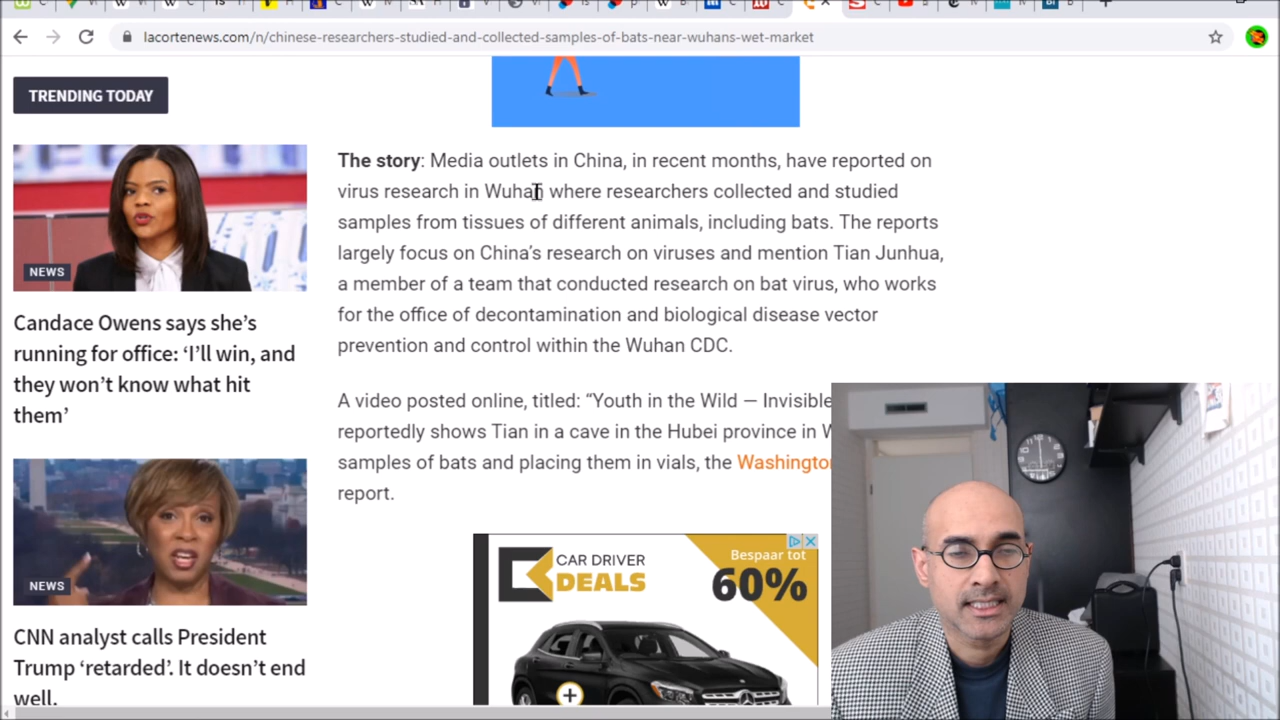 lacortenews.com/n/chinese-researchers-studied-and-collected-samples-of-bats-near-wuhans-wet-market
TRENDING TODAY
NEWS
Candace Owens says she's
running for office: 'I'll win, and
they won't know what hit
them'
NEWS
CNN analyst calls President
Trump 'retarded'. It doesn't end
well.
The story: Media outlets in China, in recent months, have reported on
virus research in Wuhan where researchers collected and studied
samples from tissues of different animals, including bats. The reports
largely focus on China's research on viruses and mention Tian Junhua,
a member of a team that conducted research on bat virus, who works
for the office of decontamination and biological disease vector
prevention and control within the Wuhan CDC.
A video posted online, titled: “Youth in the Wild — Invisible
reportedly shows Tian in a cave in the Hubei province in
samples of bats and placing them in vials, the
report.
CAR DRIVER
DEALS
Bespaar tot
60%